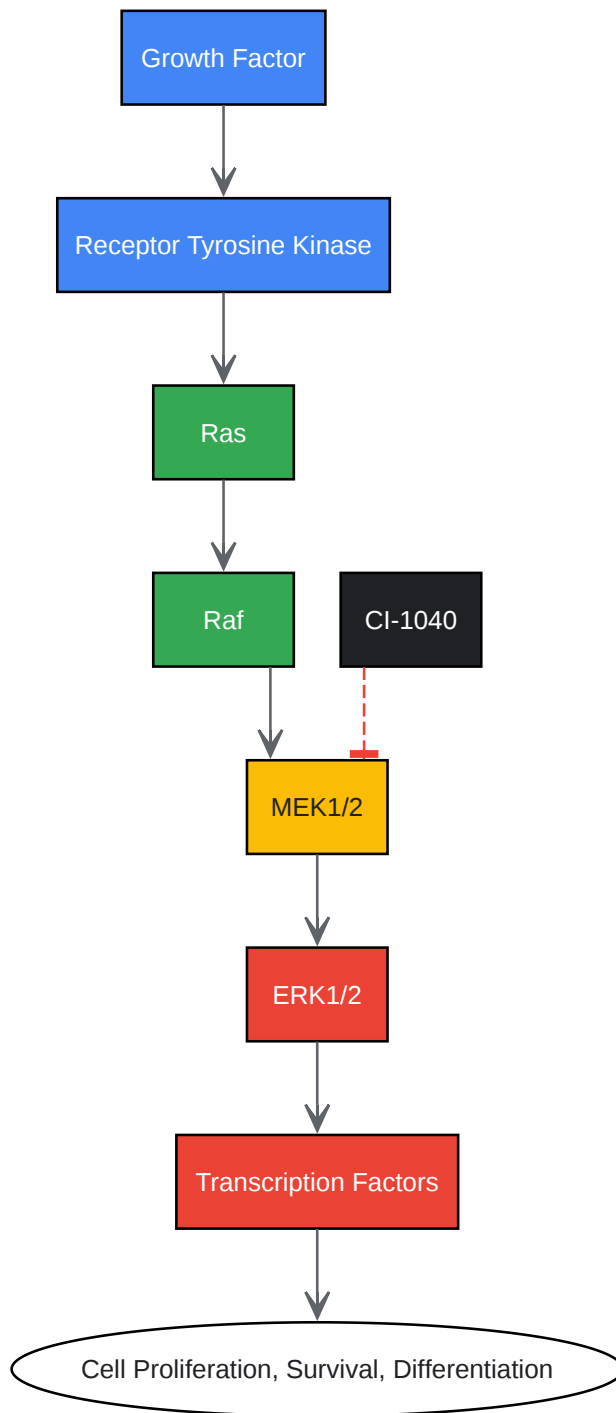 Growth Factor
Receptor Tyrosine Kinase
Ras
Raf
CI-1040
MEK1/2
ERK1/2
Transcription Factors
Cell Proliferation, Survival, Differentiation